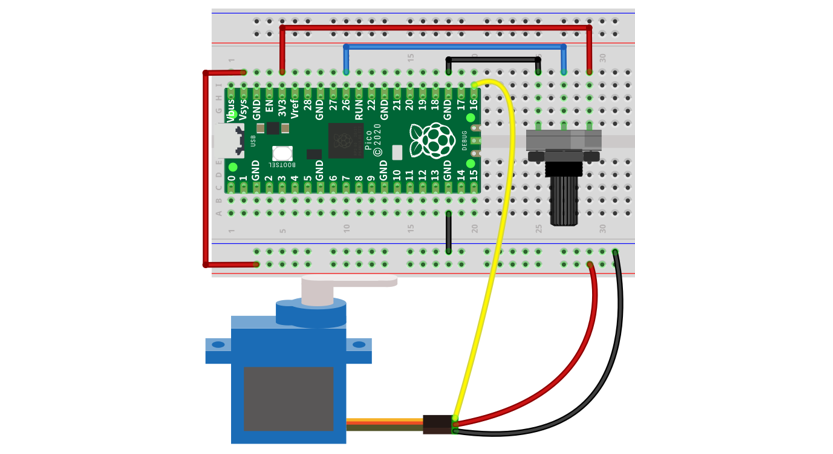 1 5 10 15 20 25 30
J
I
H
G
F
Vbus Vsys GND EN 3V3 Vref 28 GND 27 26 RUN 22 GND 21 20 19 18 GND 17 16
USB
BOOTSEL
Pico
©2020
DEBUG
0 1 GND 2 3 4 5 GND 6 7 8 9 GND 10 11 12 13 GND 14 15
E
D
C
B
A
1 5 10 15 20 25 30